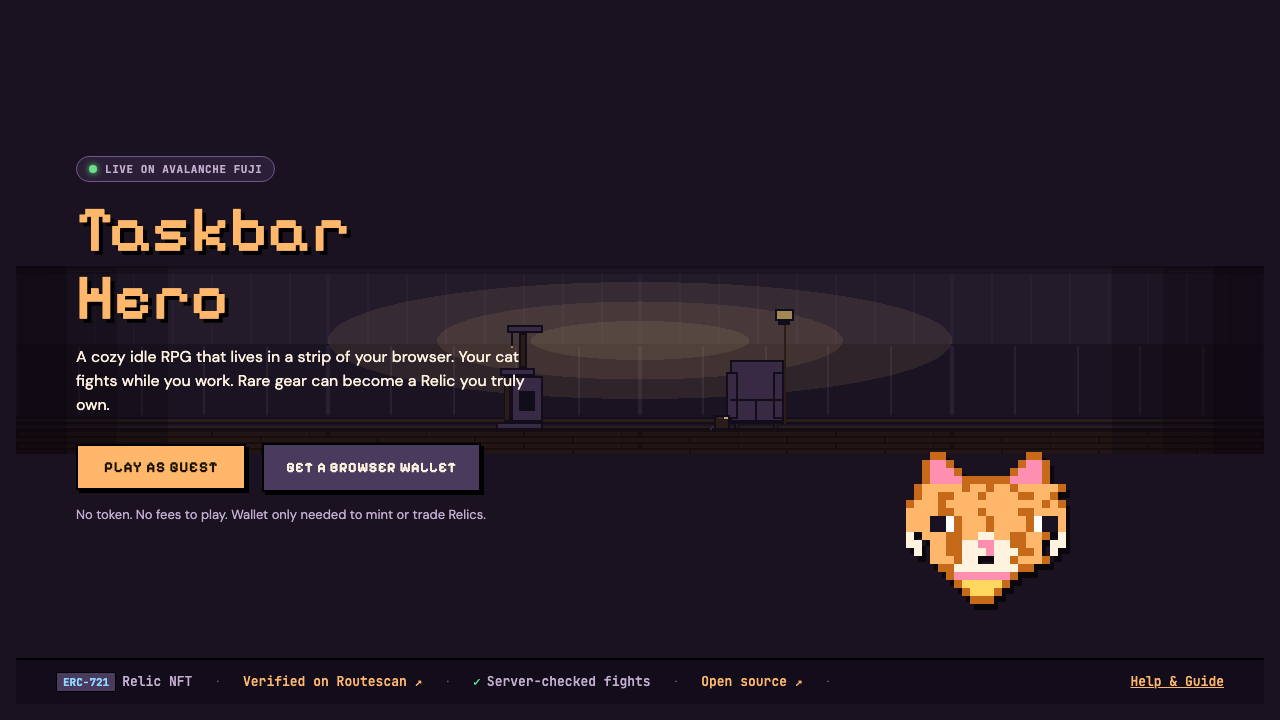 LIVE ON AVALANCHE FUJI
Taskbar
Hero
A cozy idle RPG that lives in a strip of your browser. Your cat
fights while you work. Rare gear can become a Relic you truly
own.
PLAY AS GUEST
GET A BROWSER WALLET
No token. No fees to play. Wallet only needed to mint or trade Relics.
ERC-721 Relic NFT · Verified on Routescan ↗ · ✓ Server-checked fights · Open source ↗ ·
Help & Guide